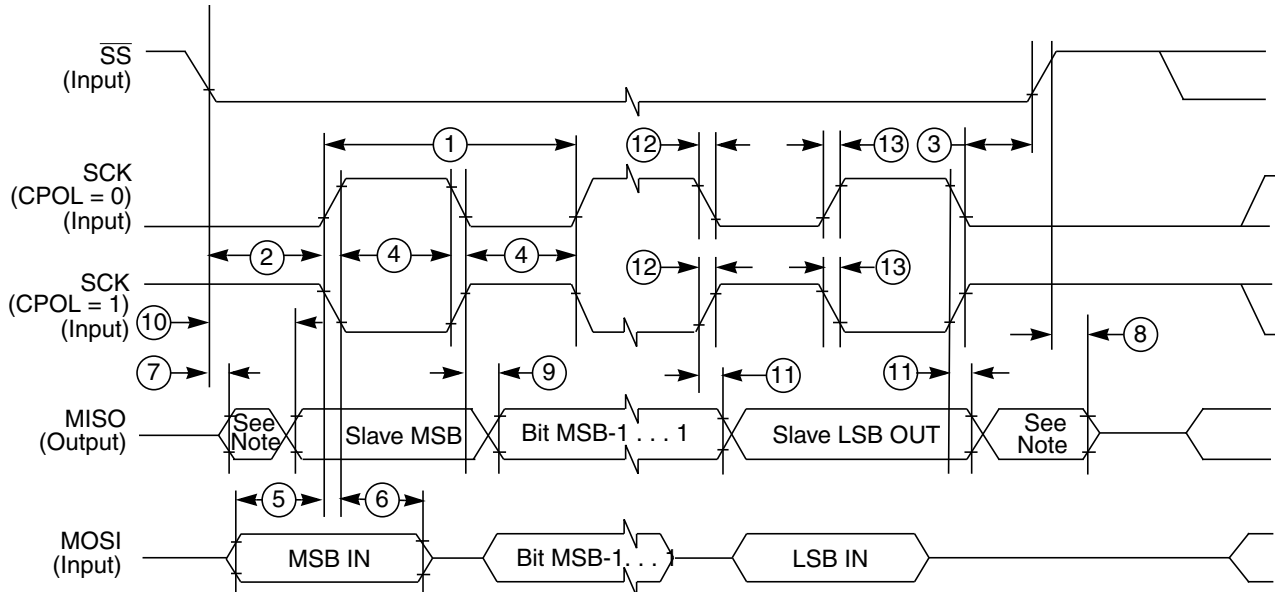 SS
(Input)
1
12
13
3
SCK
(CPOL = 0)
(Input)
2
4
4
12
13
SCK
(CPOL = 1)
(Input)
10
8
7
9
11
11
MISO
(Output)
See
Note
Slave MSB
Bit MSB-1 . . . 1
Slave LSB OUT
See
Note
5
6
MOSI
(Input)
MSB IN
Bit MSB-1. . . 1
LSB IN